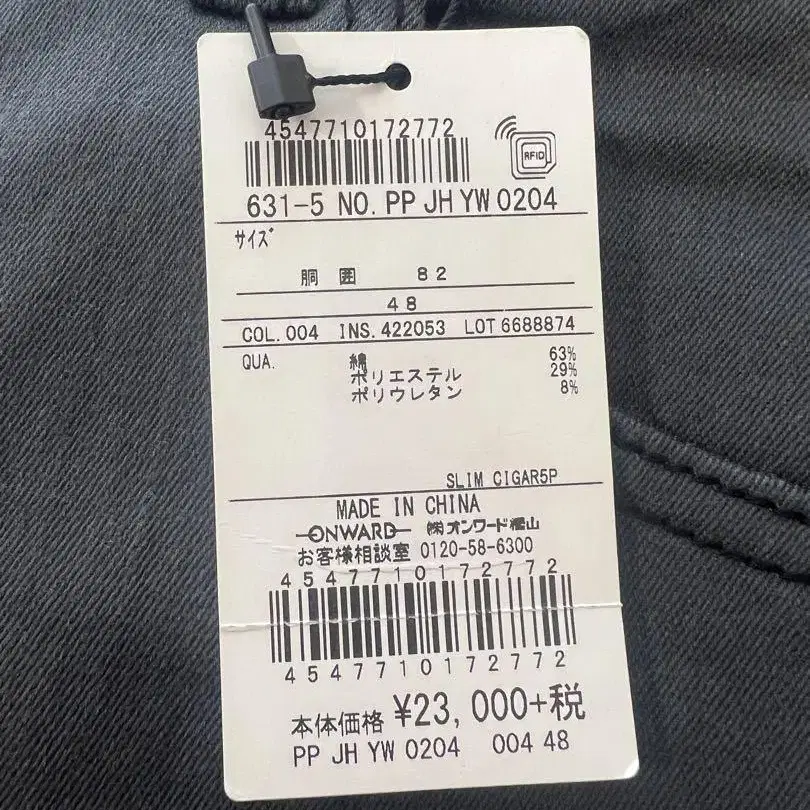 4547710172772
RFID
631-5 NO. PP JH YW 0204
サイズ
胴 囲 82
48
COL. 004 INS. 422053 LOT 6688874
QUA. 綿 63%
ポリエステル 29%
ポリウレタン 8%
SLIM CIGAR5P
MADE IN CHINA
ONWARD ㈱オンワード樫山
お客様相談室 0120-58-6300
4547710172772
4547710172772
本体価格 ¥23,000+税
PP JH YW 0204 004 48